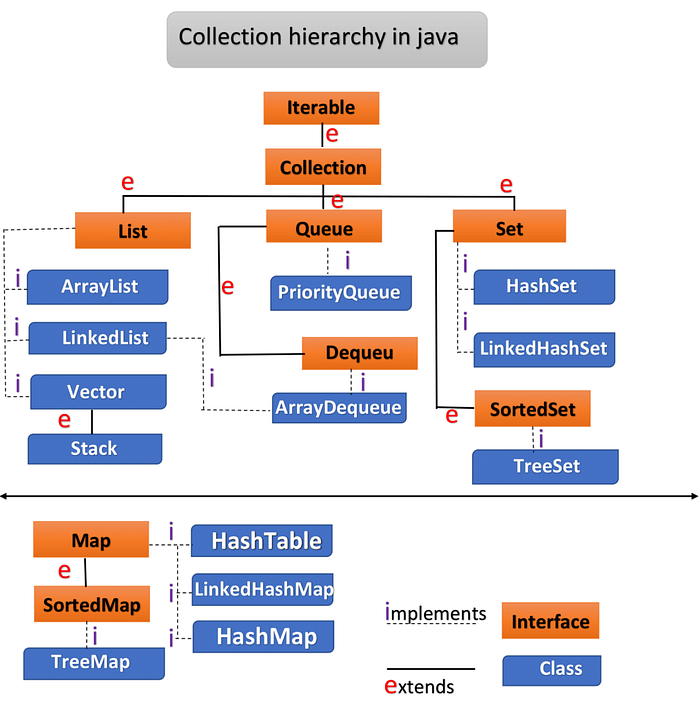 Collection hierarchy in java
Iterable
e
Collection
e
e
e
List
Queue
Set
i
i
ArrayList
e
PriorityQueue
i
HashSet
i
LinkedList
i
LinkedHashSet
i
Dequeu
i
i
Vector
ArrayDequeue
e
SortedSet
e
i
Stack
TreeSet
Map
i
HashTable
e
SortedMap
i
LinkedHashMap
i
TreeMap
i
HashMap
implements
Interface
extends
Class